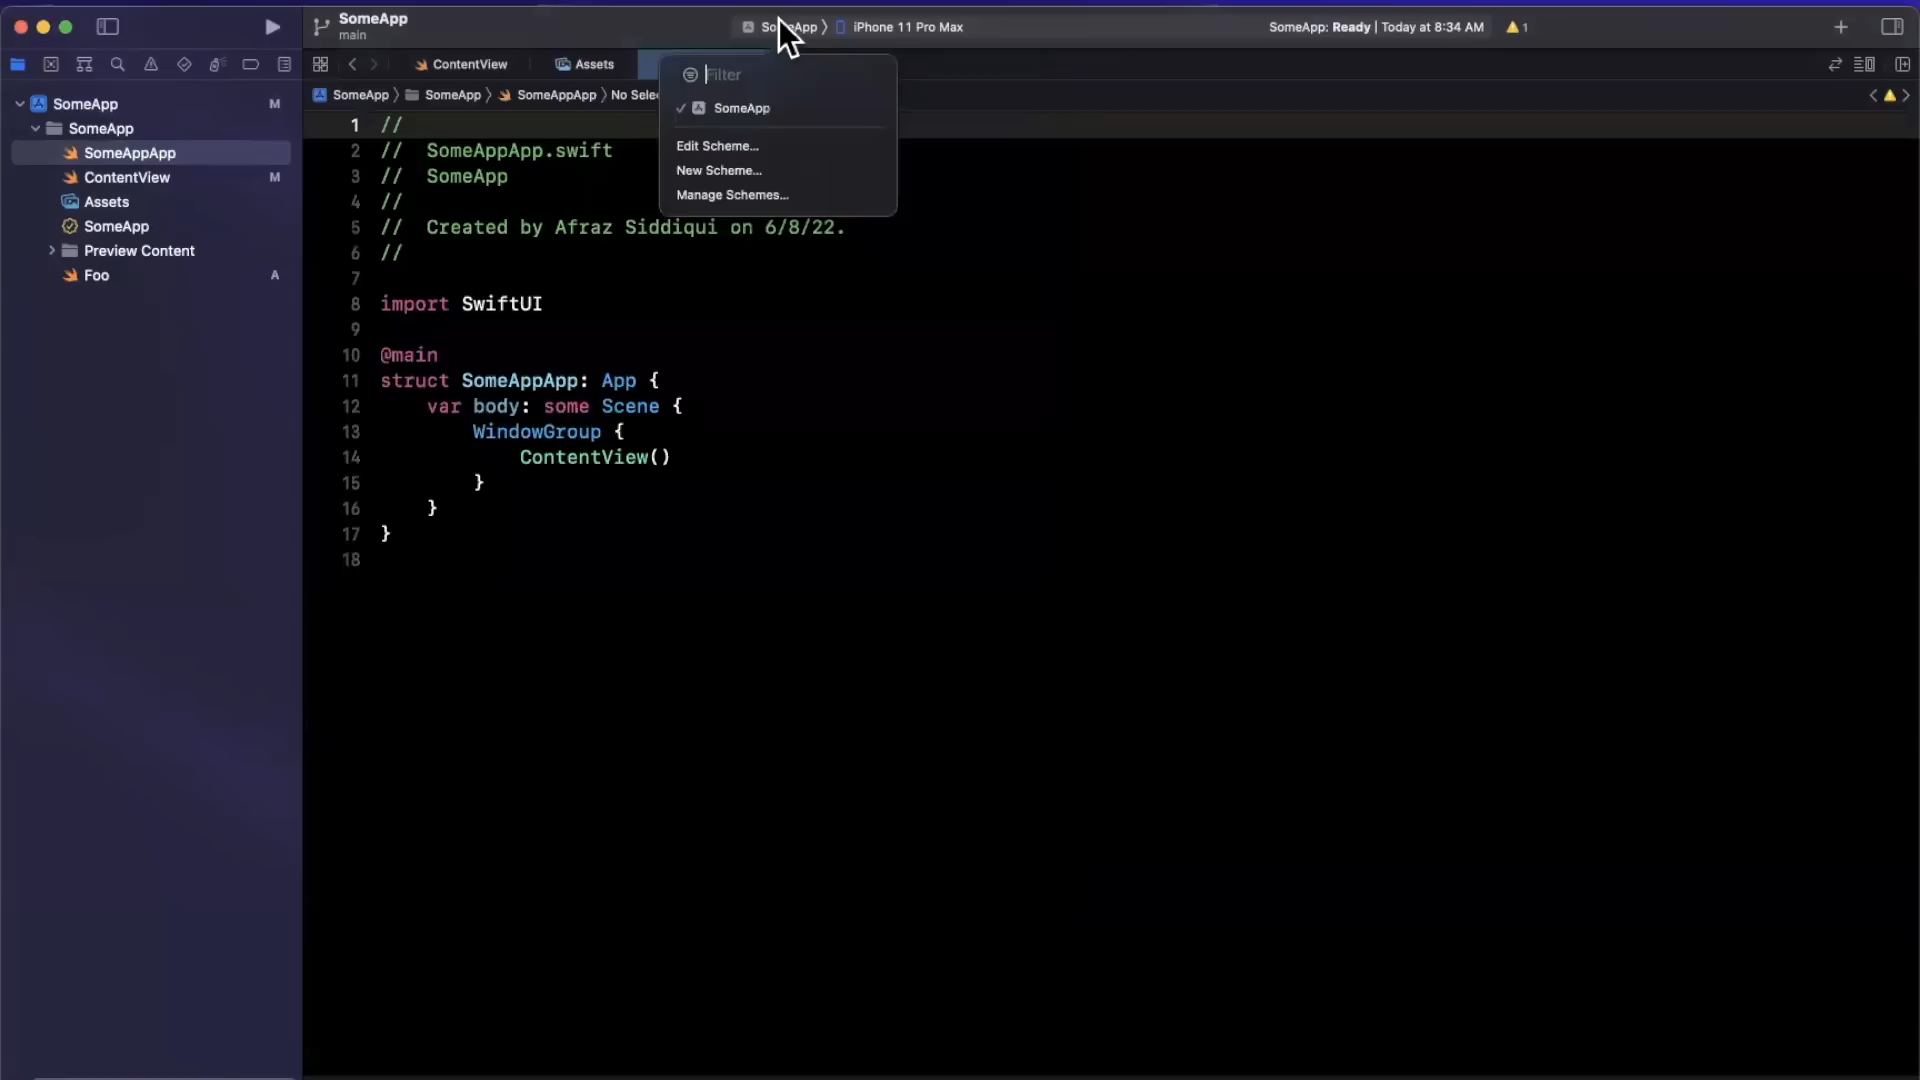 SomeApp
main
iPhone 11 Pro Max
SomeApp: Ready | Today at 8:34 AM
1
ContentView
Assets
Filter
SomeApp
Edit Scheme...
New Scheme...
Manage Schemes...
SomeApp M
SomeApp
SomeAppApp
ContentView M
Assets
SomeApp
Preview Content
Foo A
SomeApp 〉 SomeApp 〉 SomeAppApp 〉 No
1 //
2 //  SomeAppApp.swift
3 //  SomeApp
4 //
5 //  Created by Afraz Siddiqui on 6/8/22.
6 //
7
8 import SwiftUI
9
10 @main
11 struct SomeAppApp: App {
12     var body: some Scene {
13         WindowGroup {
14             ContentView()
15         }
16     }
17 }
18